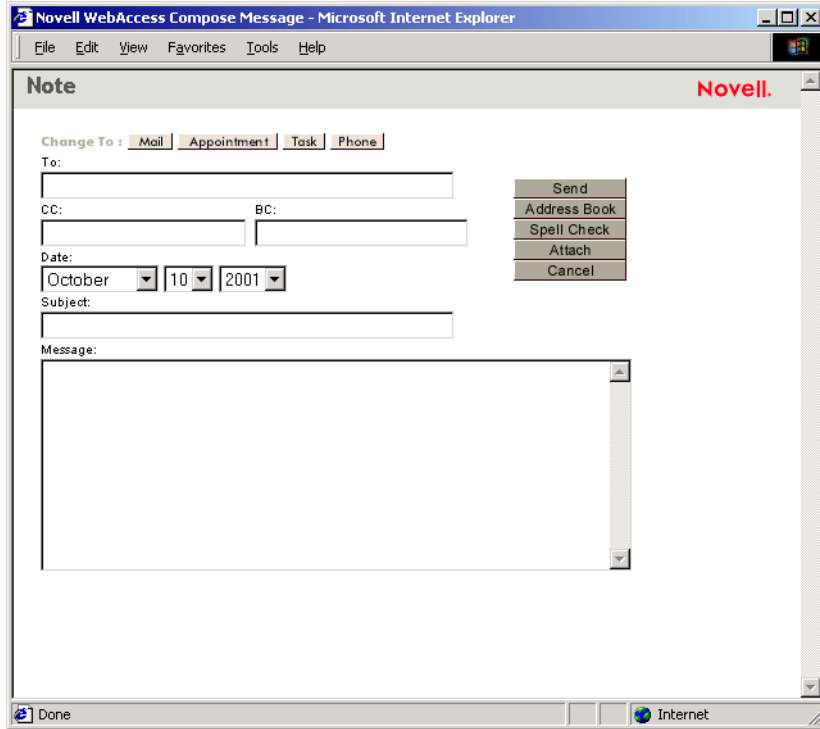 Novell WebAccess Compose Message - Microsoft Internet Explorer
File Edit View Favorites Tools Help
Note
Novell.
Change To : Mail Appointment Task Phone
To:
Send
Address Book
CC: BC:
Spell Check
Attach
Date:
Cancel
October 10 2001
Subject:
Message:
Done Internet